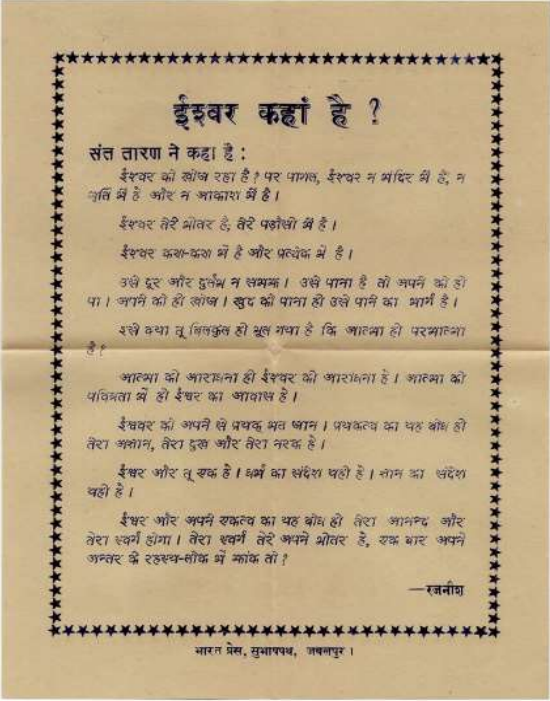 ईश्वर कहां है ?
संत तारण ने कहा है :
ईश्वर को खोज रहा है ? पर पागल, ईश्वर न मंदिर में है, न
मूर्ति में है और न आकाश में है ।
ईश्वर तेरे भीतर है, तेरे पड़ौसी में है ।
ईश्वर कण-कण में है और प्रत्येक में है ।
उसे दूर और दुर्लभ न समझ । उसे पाना है तो अपने को ही
पा । अपने को ही खोज । खुद को पाना ही उसे पाने का मार्ग है ।
इसे क्या तू बिलकुल ही भूल गया है कि आत्मा ही परमात्मा
है ?
आत्मा की आराधना ही ईश्वर की आराधना है । आत्मा की
पवित्रता में ही ईश्वर का आवास है ।
ईश्ववर को अपने से प्रथक मत जान । प्रथकत्व का यह बोध ही
तेरा अज्ञान, तेरा दुख और तेरा नरक है ।
ईश्वर और तू एक है । धर्म का संदेश यही है । ज्ञान का संदेश
यही है ।
ईश्वर और अपने एकत्व का यह बोध ही तेरा आनन्द और
तेरा स्वर्ग होगा । तेरा स्वर्ग तेरे अपने भीतर है, एक बार अपने
अन्तर के रहस्य-लोक में झांक तो ?
—रजनीश
भारत प्रेस, सुभाषपथ, जबलपुर ।